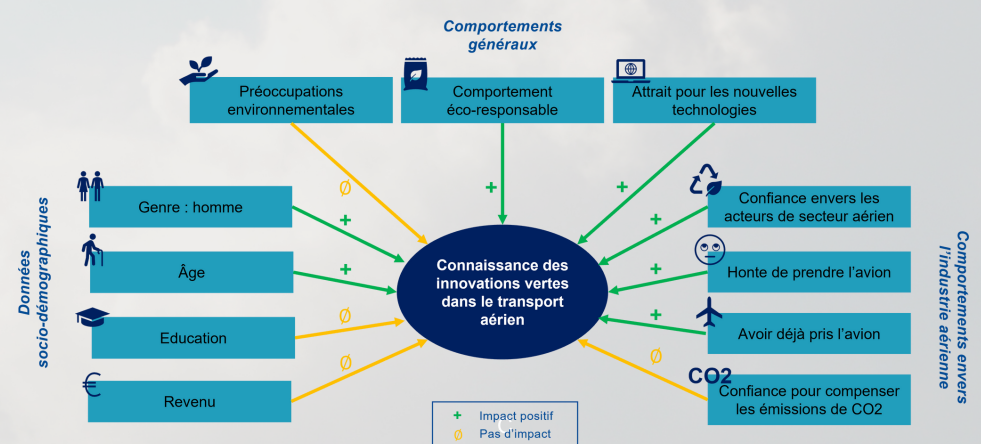 Comportements
généraux
Préoccupations
environnementales
Comportement
éco-responsable
Attrait pour les nouvelles
technologies
Données
socio-démographiques
Genre : homme
Âge
Education
€
Revenu
Ø
+
+
+
+
Ø
Ø
Connaissance des
innovations vertes
dans le transport
aérien
+
+
+
Ø
Confiance envers les
acteurs de secteur aérien
Honte de prendre l'avion
Avoir déjà pris l'avion
CO2
Confiance pour compenser
les émissions de CO2
Comportements envers
l'industrie aérienne
+ Impact positif
Ø Pas d'impact